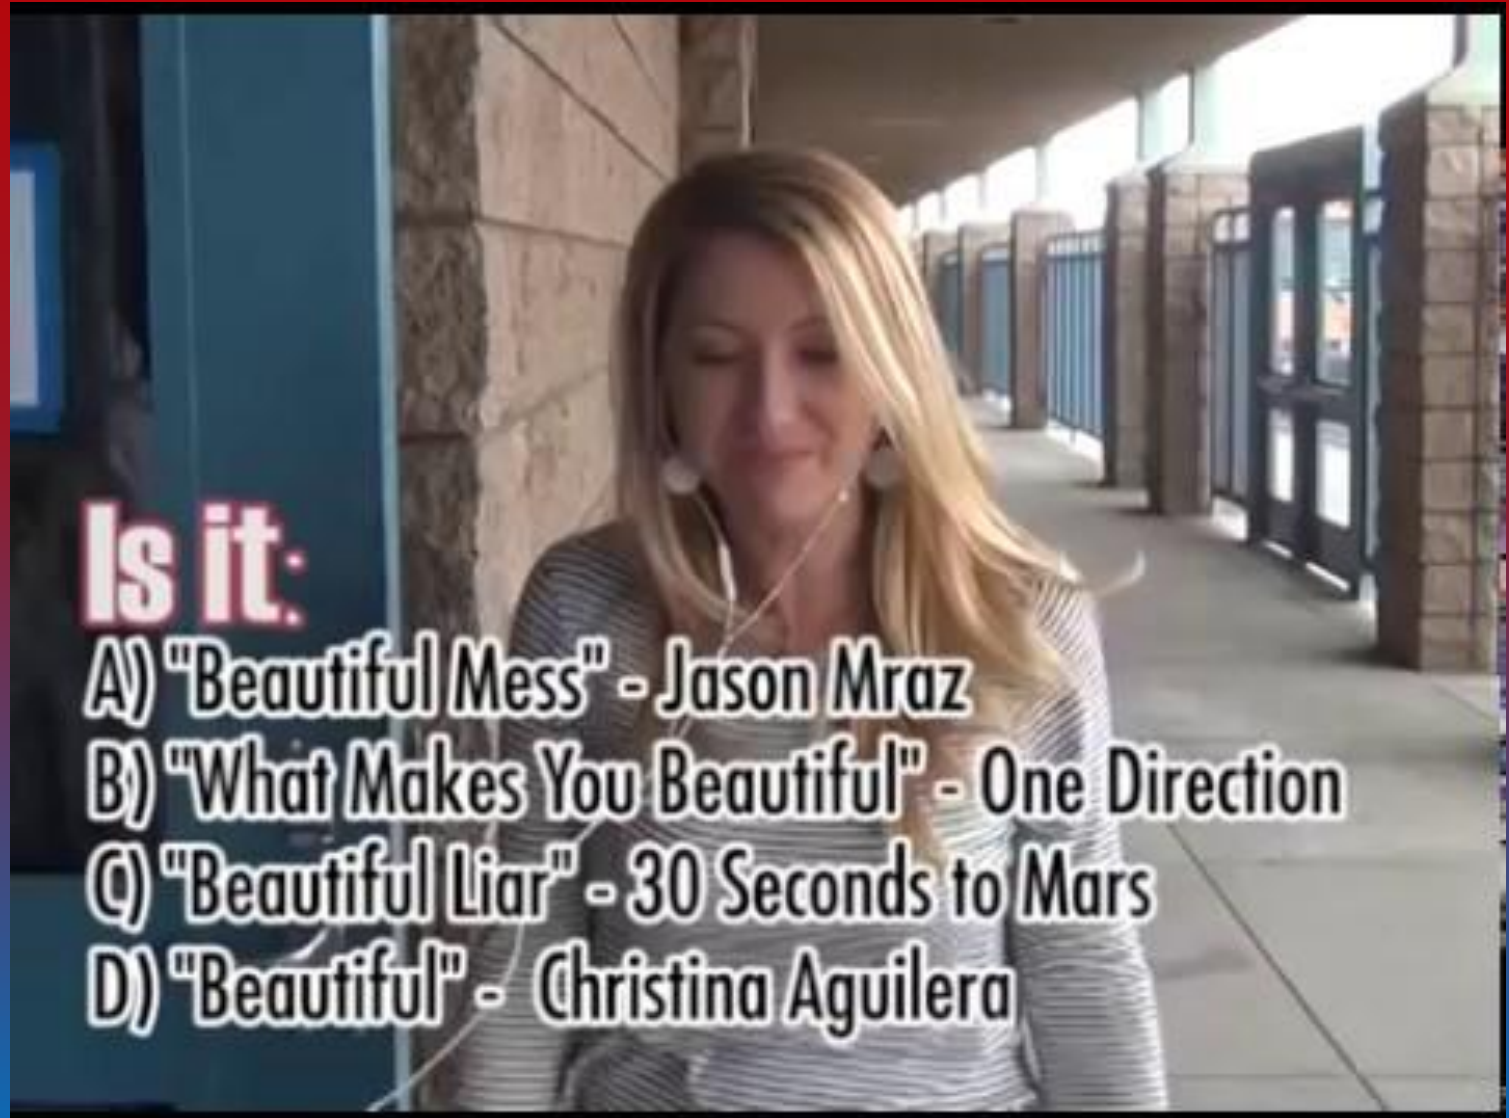 Is it:
A) "Beautiful Mess" - Jason Mraz
B) "What Makes You Beautiful" - One Direction
C) "Beautiful Liar" - 30 Seconds to Mars
D) "Beautiful" - Christina Aguilera